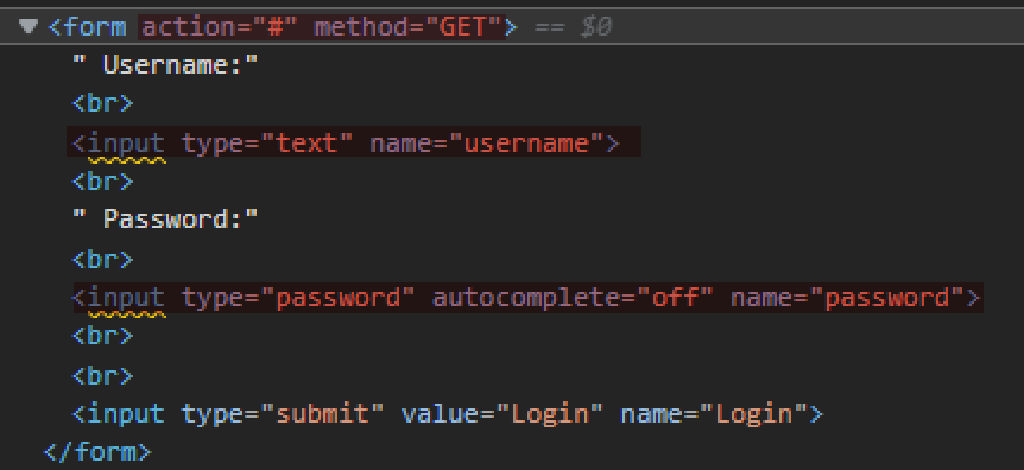 ▼<form action="#" method="GET"> == $0
" Username:"
<br>
<input type="text" name="username">
<br>
" Password:"
<br>
<input type="password" autocomplete="off" name="password">
<br>
<br>
<input type="submit" value="Login" name="Login">
</form>